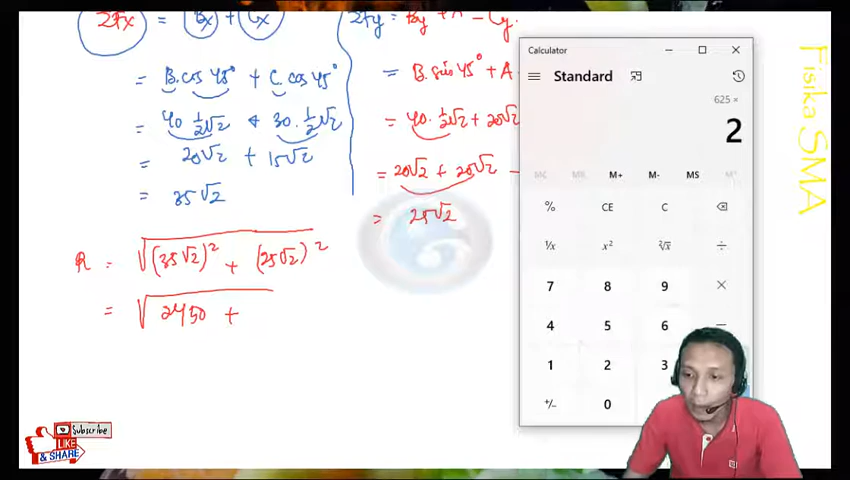 ΣFx = Bx + Cx
= B.cos 45° + C.cos 45°
= 40.½√2 + 30.½√2
= 20√2 + 15√2
= 35√2
ΣFy = By + A - Cy.
= B.sin 45° + A
= 40.½√2 + 20√2
= 20√2 + 20√2 -
= 25√2
R = √(35√2)² + (25√2)²
= √2450 +
Calculator
Standard
625 ×
2
MC MR M+ M- MS M˅
% CE C
¹/x x² ²√x ÷
7 8 9 ×
4 5 6 −
1 2 3
+/− 0
Fisika SMA
Subscribe
LIKE
& SHARE